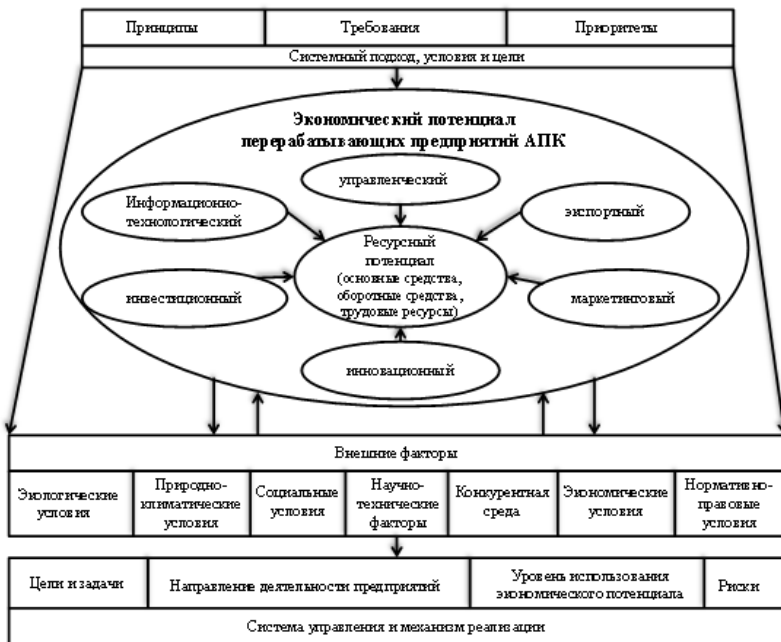 Принципы
Требования
Приоритеты
Системный подход, условия и цели
Экономический потенциал
перерабатывающих предприятий АПК
управленческий
Информационно-
технологический
экспортный
Ресурсный
потенциал
(основные средства,
оборотные средства,
трудовые ресурсы)
инвестиционный
маркетинговый
инновационный
Внешние факторы
Экологические
условия
Природно-
климатические
условия
Социальные
условия
Научно-
технические
факторы
Конкурентная
среда
Экономические
условия
Нормативно-
правовые
условия
Цели и задачи
Направление деятельности предприятий
Уровень использования
экономического потенциала
Риски
Система управления и механизм реализации